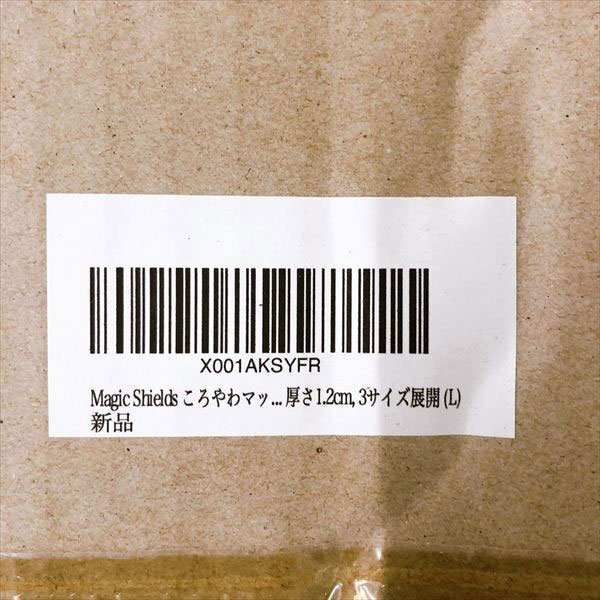 X001AKSYFR
Magic Shields ころやわマッ... 厚さ1.2cm, 3サイズ展開 (L)
新品